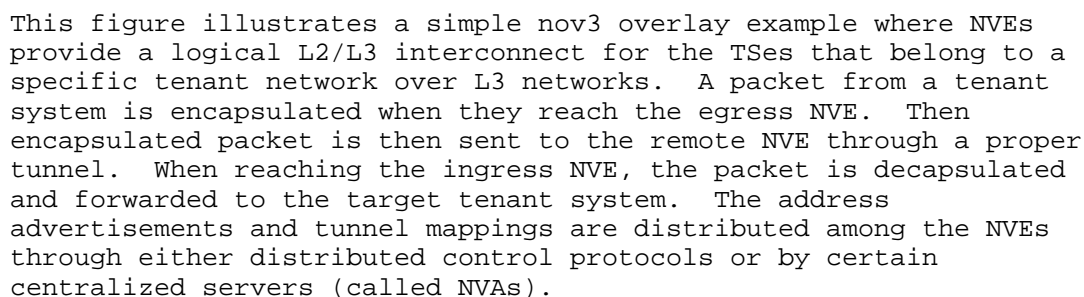 This figure illustrates a simple nov3 overlay example where NVEs
provide a logical L2/L3 interconnect for the TSes that belong to a
specific tenant network over L3 networks.  A packet from a tenant
system is encapsulated when they reach the egress NVE.  Then
encapsulated packet is then sent to the remote NVE through a proper
tunnel.  When reaching the ingress NVE, the packet is decapsulated
and forwarded to the target tenant system.  The address
advertisements and tunnel mappings are distributed among the NVEs
through either distributed control protocols or by certain
centralized servers (called NVAs).